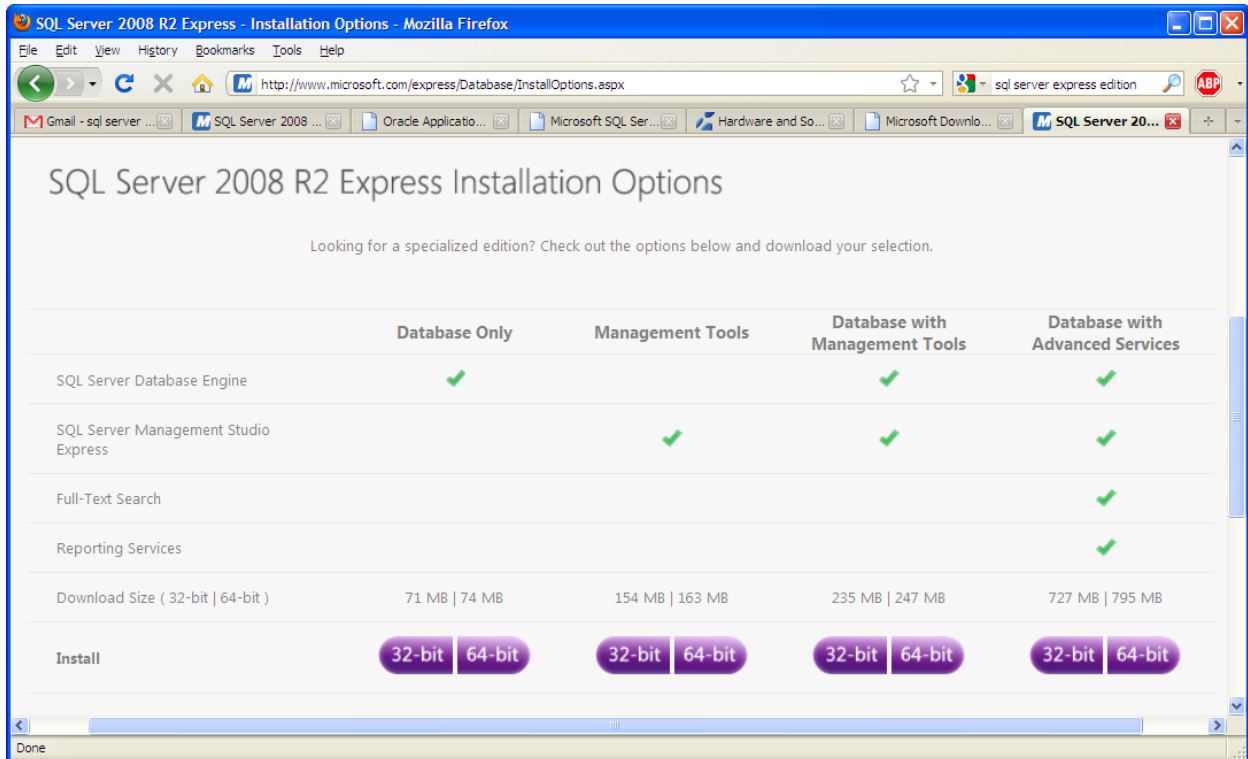 SQL Server 2008 R2 Express - Installation Options - Mozilla Firefox
File Edit View History Bookmarks Tools Help
http://www.microsoft.com/express/Database/InstallOptions.aspx sql server express edition ABP
Gmail - sql server ... SQL Server 2008 ... Oracle Applicatio... Microsoft SQL Ser... Hardware and So... Microsoft Downlo... SQL Server 20...
SQL Server 2008 R2 Express Installation Options
Looking for a specialized edition? Check out the options below and download your selection.
Database Only Management Tools Database with Management Tools Database with Advanced Services
SQL Server Database Engine
SQL Server Management Studio
Express
Full-Text Search
Reporting Services
Download Size ( 32-bit | 64-bit ) 71 MB | 74 MB 154 MB | 163 MB 235 MB | 247 MB 727 MB | 795 MB
Install 32-bit 64-bit 32-bit 64-bit 32-bit 64-bit 32-bit 64-bit
Done